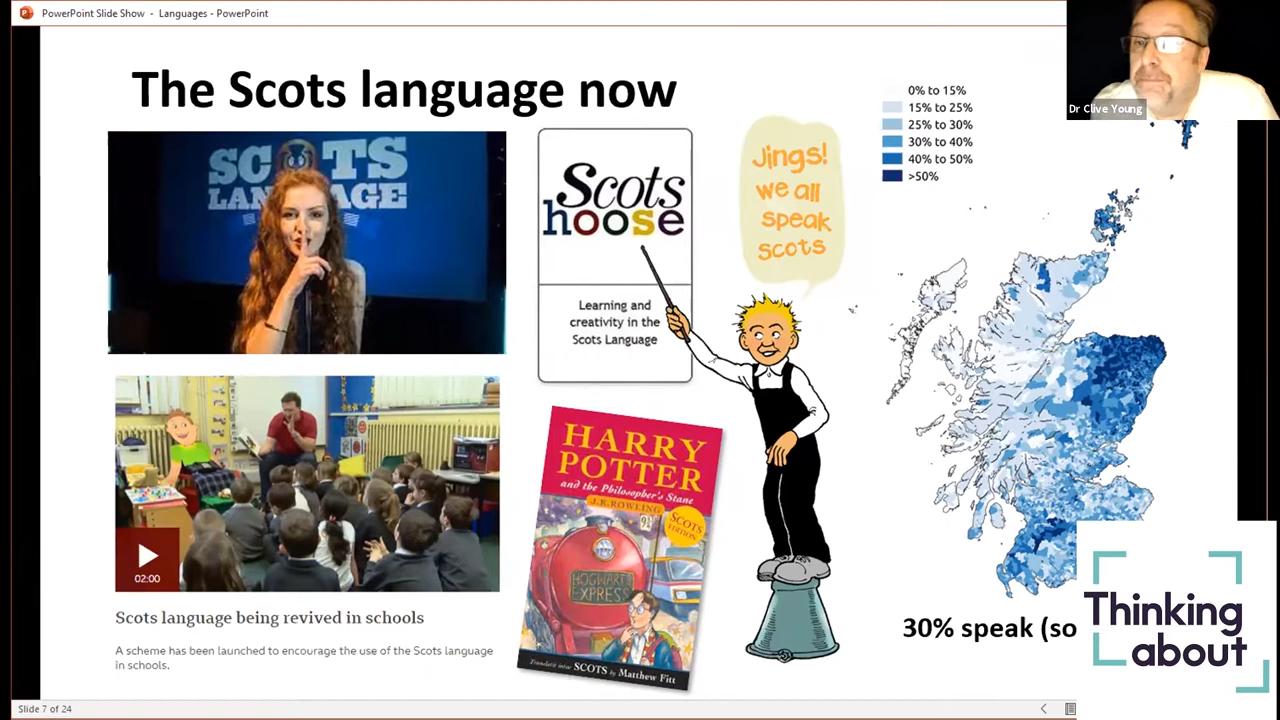 PowerPoint Slide Show - Languages - PowerPoint
Dr Clive Young
The Scots language now
SCOTS
LANGUAGE
Scots
hoose
Learning and
creativity in the
Scots Language
Jings!
we all
speak
scots
0% to 15%
15% to 25%
25% to 30%
30% to 40%
40% to 50%
>50%
02:00
Scots language being revived in schools
A scheme has been launched to encourage the use of the Scots language
in schools.
HARRY
POTTER
and the Philosopher's Stane
J.K.ROWLING
9¾
SCOTS
EDITION
HOGWARTS
EXPRESS
Translatit intae SCOTS by Matthew Fitt
30% speak (so
Thinking
about
Slide 7 of 24